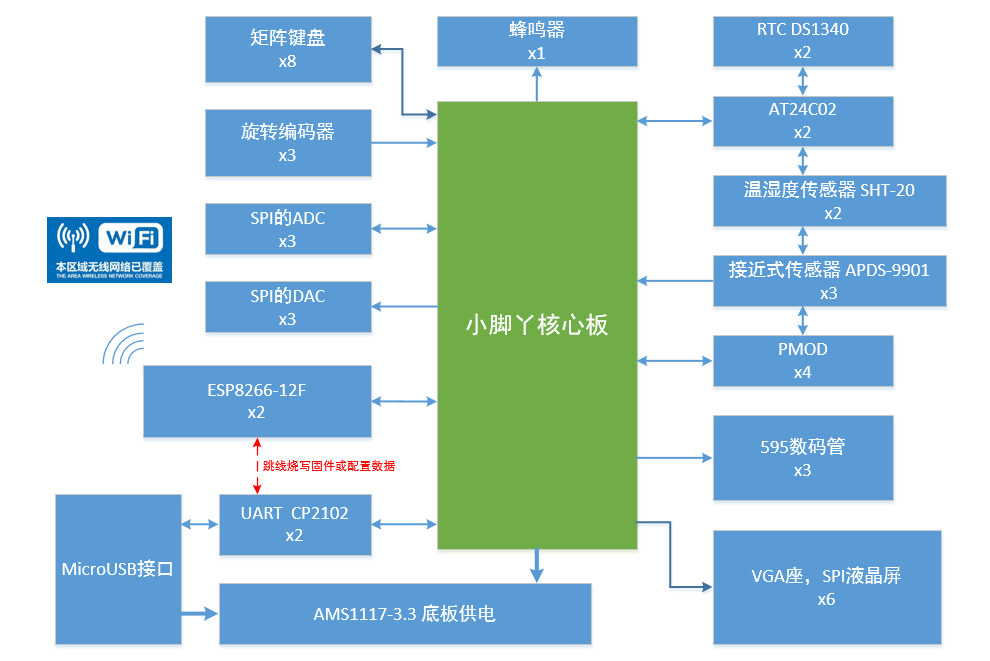 矩阵键盘
x8
蜂鸣器
x1
RTC DS1340
x2
旋转编码器
x3
AT24C02
x2
SPI的ADC
x3
温湿度传感器 SHT-20
x2
WiFi
本区域无线网络已覆盖
THE AREA WIRELESS NETWORK COVERAGE
SPI的DAC
x3
小脚丫核心板
接近式传感器 APDS-9901
x3
PMOD
x4
ESP8266-12F
x2
跳线烧写固件或配置数据
595数码管
x3
UART CP2102
x2
MicroUSB接口
VGA座，SPI液晶屏
x6
AMS1117-3.3 底板供电